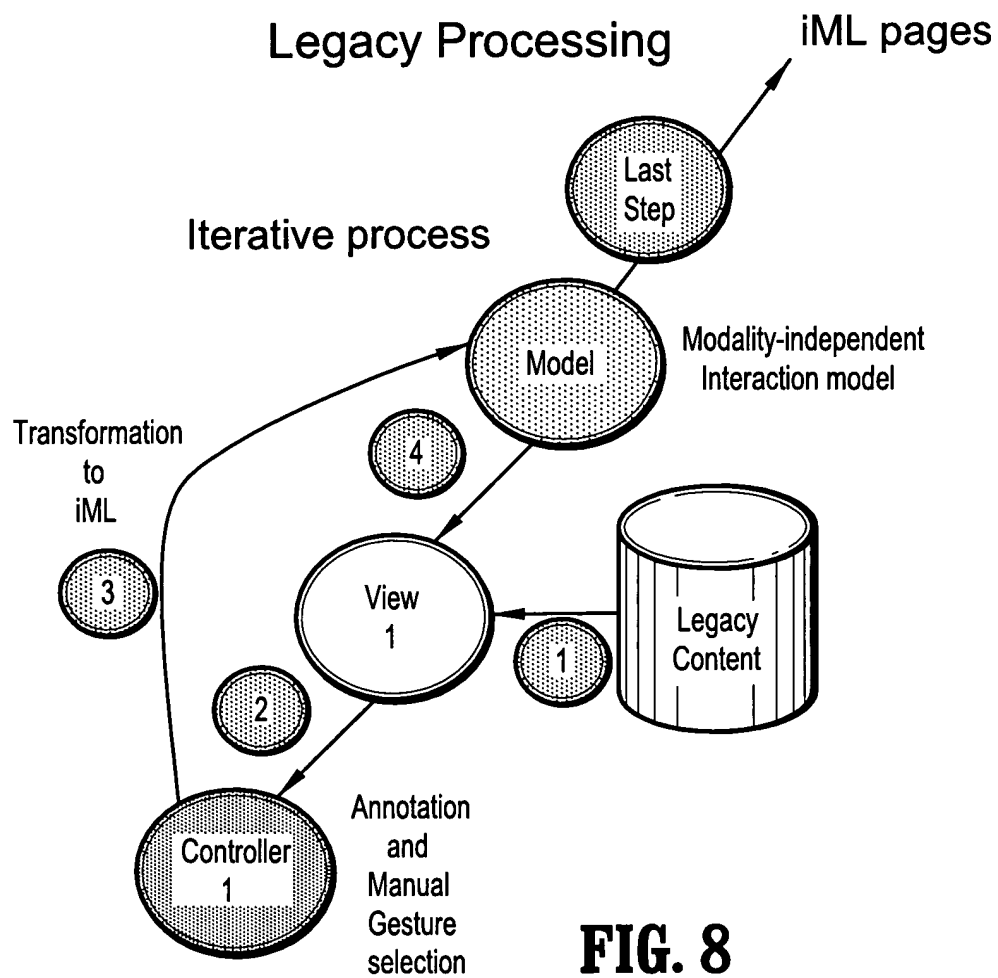 Legacy Processing
iML pages
Last
Step
Iterative process
Model
Modality-independent
Interaction model
Transformation
to
iML
4
3
View
1
Legacy
Content
1
2
Controller
1
Annotation
and
Manual
Gesture
selection
FIG. 8